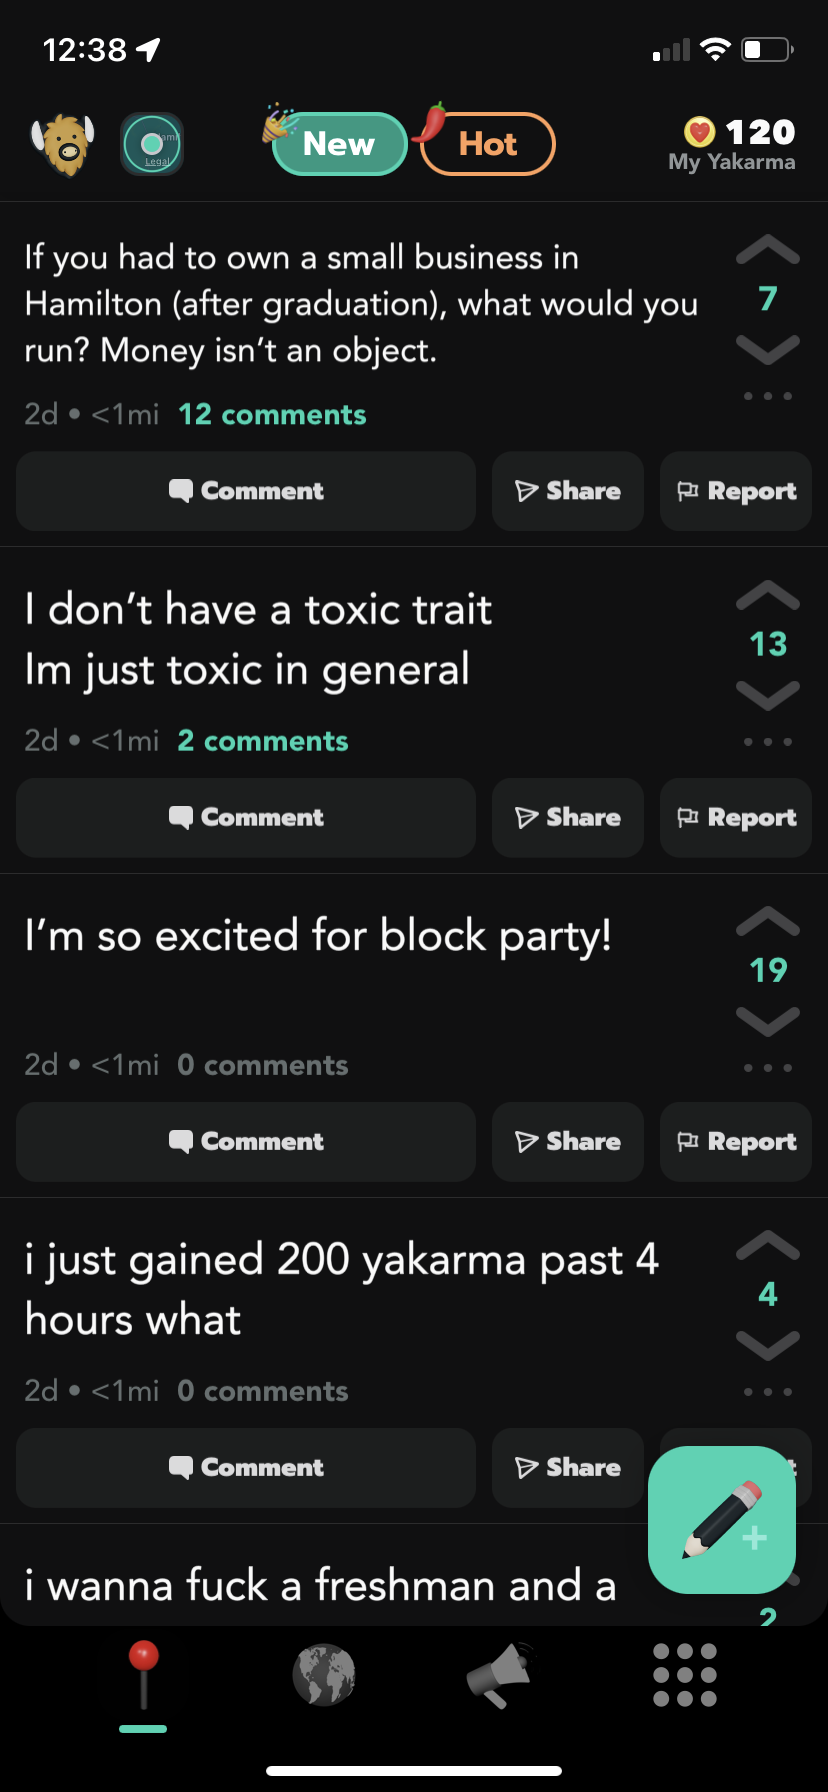 12:38
Hamil
Legal
New
Hot
120
My Yakarma
If you had to own a small business in
Hamilton (after graduation), what would you
run? Money isn't an object.
7
2d • <1mi 12 comments
Comment Share Report
I don't have a toxic trait
Im just toxic in general
13
2d • <1mi 2 comments
Comment Share Report
I'm so excited for block party!
19
2d • <1mi 0 comments
Comment Share Report
i just gained 200 yakarma past 4
hours what
4
2d • <1mi 0 comments
Comment Share
i wanna fuck a freshman and a
2